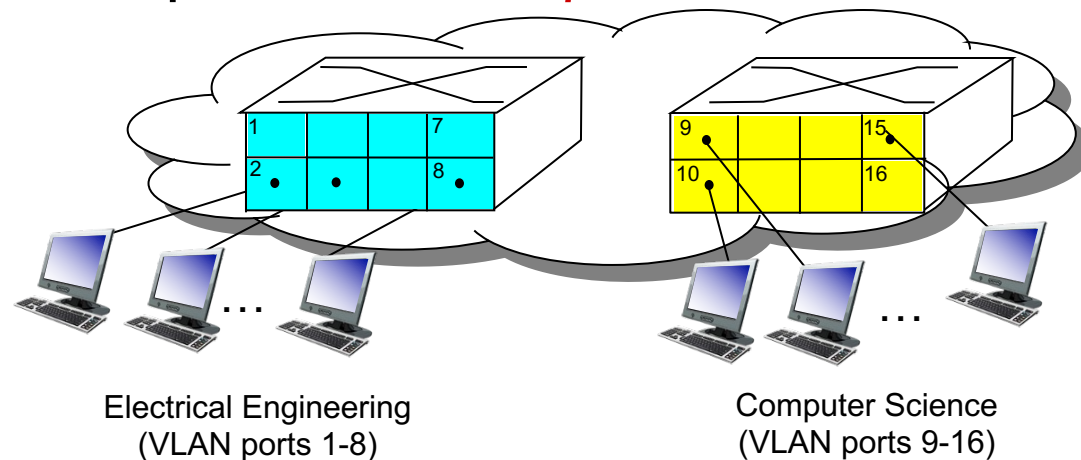 1
7
2
8
9
15
10
16
...
...
Electrical Engineering
(VLAN ports 1-8)
Computer Science
(VLAN ports 9-16)